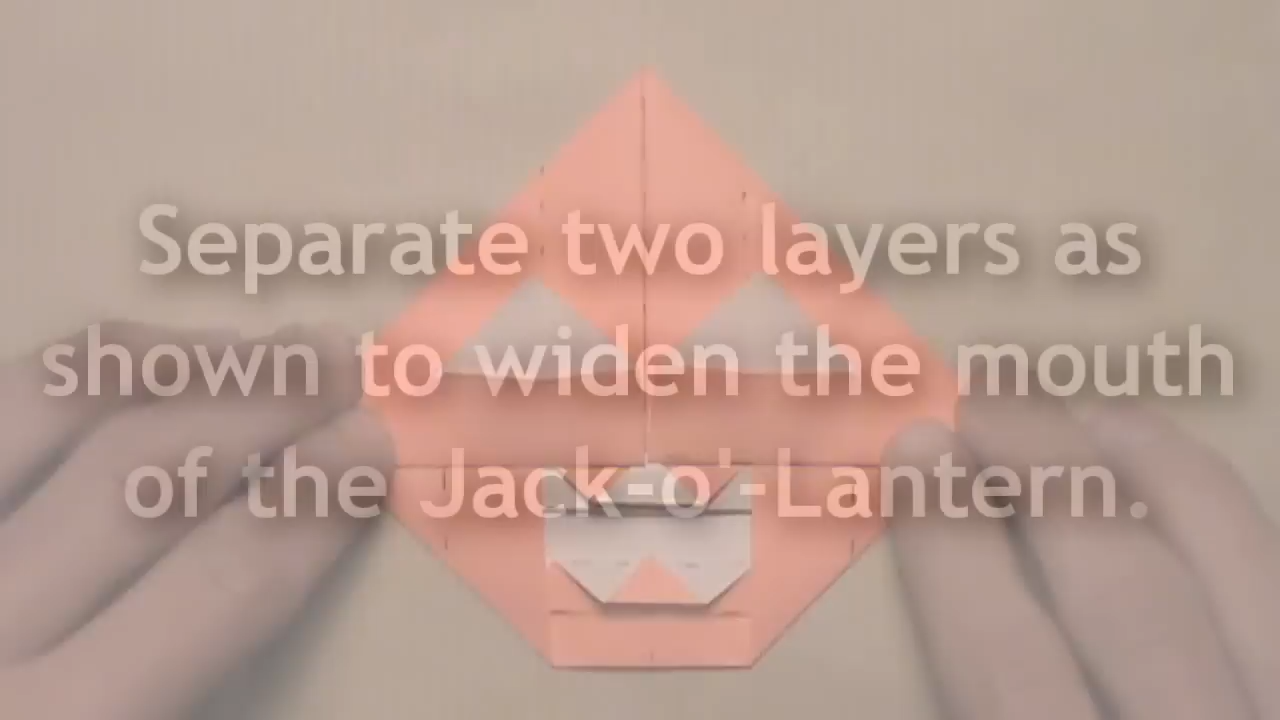 Separate two layers as
shown to widen the mouth
of the Jack-o'-Lantern.